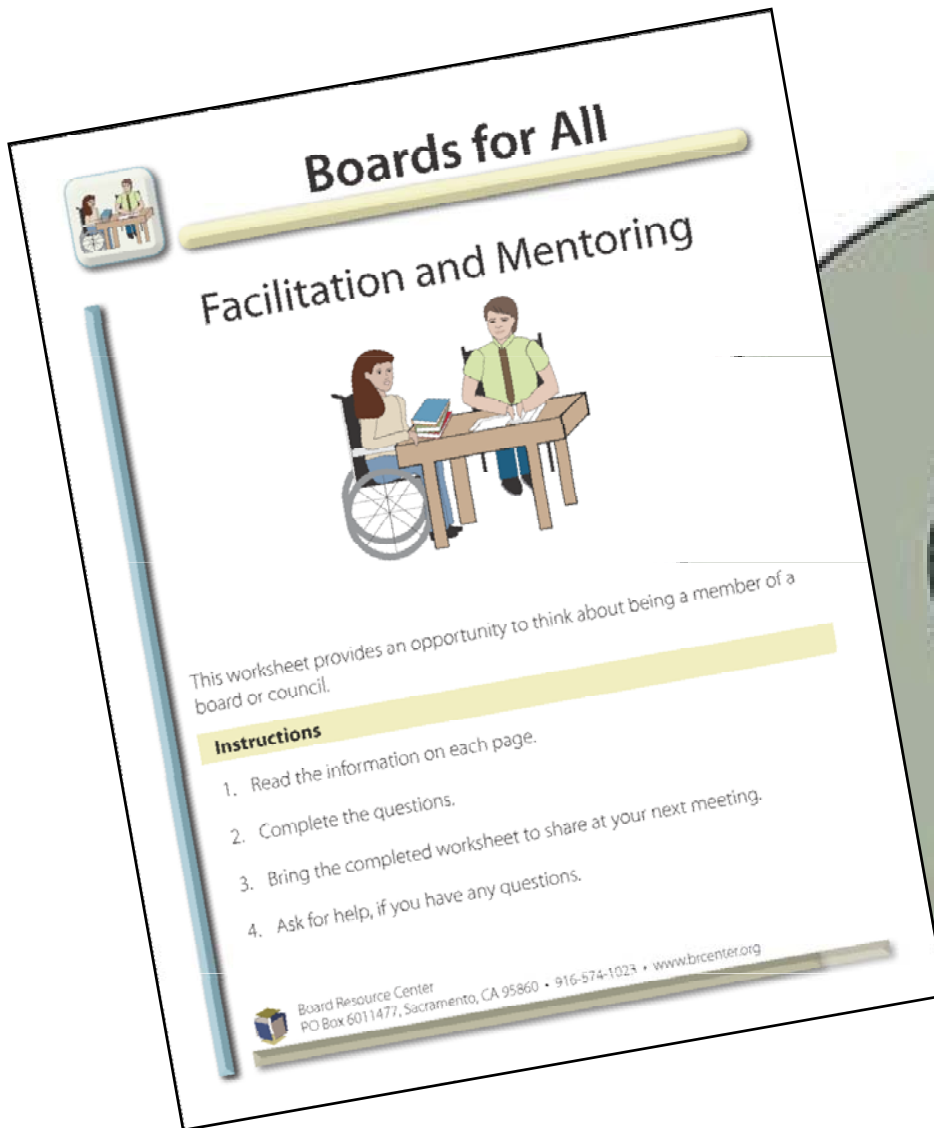 Boards for All
Facilitation and Mentoring
This worksheet provides an opportunity to think about being a member of a
board or council.
Instructions
1. Read the information on each page.
2. Complete the questions.
3. Bring the completed worksheet to share at your next meeting.
4. Ask for help, if you have any questions.
Board Resource Center
PO Box 6011477, Sacramento, CA 95860 • 916-574-1023 • www.brcenter.org